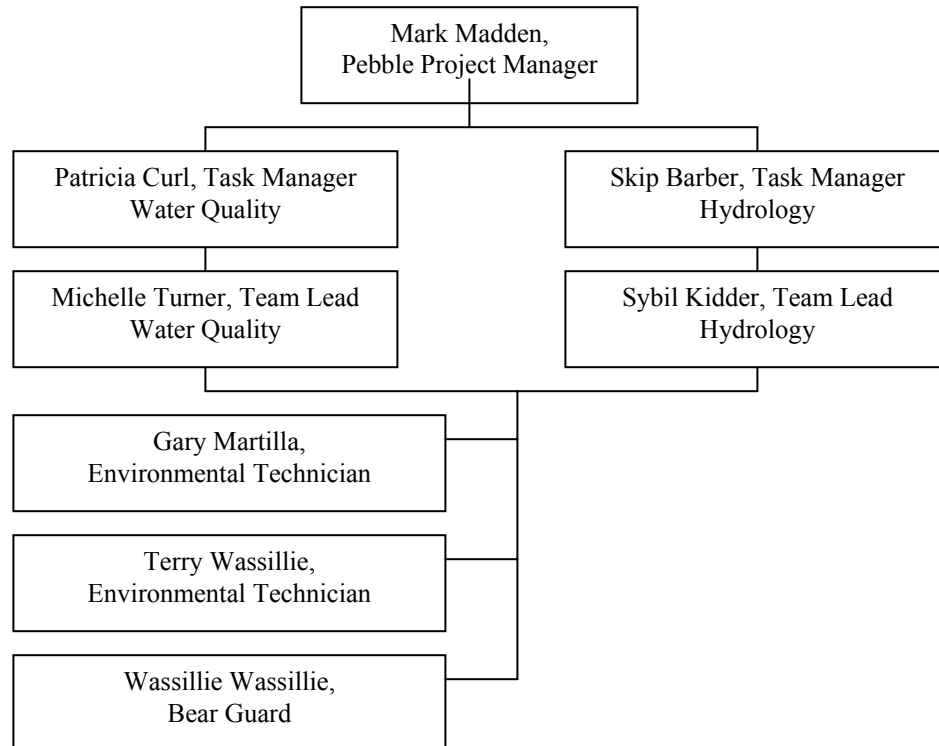 Mark Madden,
Pebble Project Manager
Patricia Curl, Task Manager
Water Quality
Skip Barber, Task Manager
Hydrology
Michelle Turner, Team Lead
Water Quality
Sybil Kidder, Team Lead
Hydrology
Gary Martilla,
Environmental Technician
Terry Wassillie,
Environmental Technician
Wassillie Wassillie,
Bear Guard